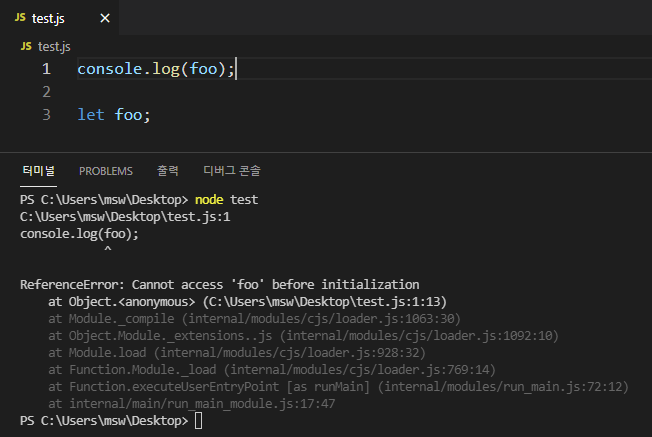 JS test.js ×
JS test.js
1 console.log(foo);
2
3 let foo;
터미널 PROBLEMS 출력 디버그 콘솔
PS C:\Users\msw\Desktop> node test
C:\Users\msw\Desktop\test.js:1
console.log(foo);
^
ReferenceError: Cannot access 'foo' before initialization
at Object.<anonymous> (C:\Users\msw\Desktop\test.js:1:13)
at Module._compile (internal/modules/cjs/loader.js:1063:30)
at Object.Module._extensions..js (internal/modules/cjs/loader.js:1092:10)
at Module.load (internal/modules/cjs/loader.js:928:32)
at Function.Module._load (internal/modules/cjs/loader.js:769:14)
at Function.executeUserEntryPoint [as runMain] (internal/modules/run_main.js:72:12)
at internal/main/run_main_module.js:17:47
PS C:\Users\msw\Desktop>